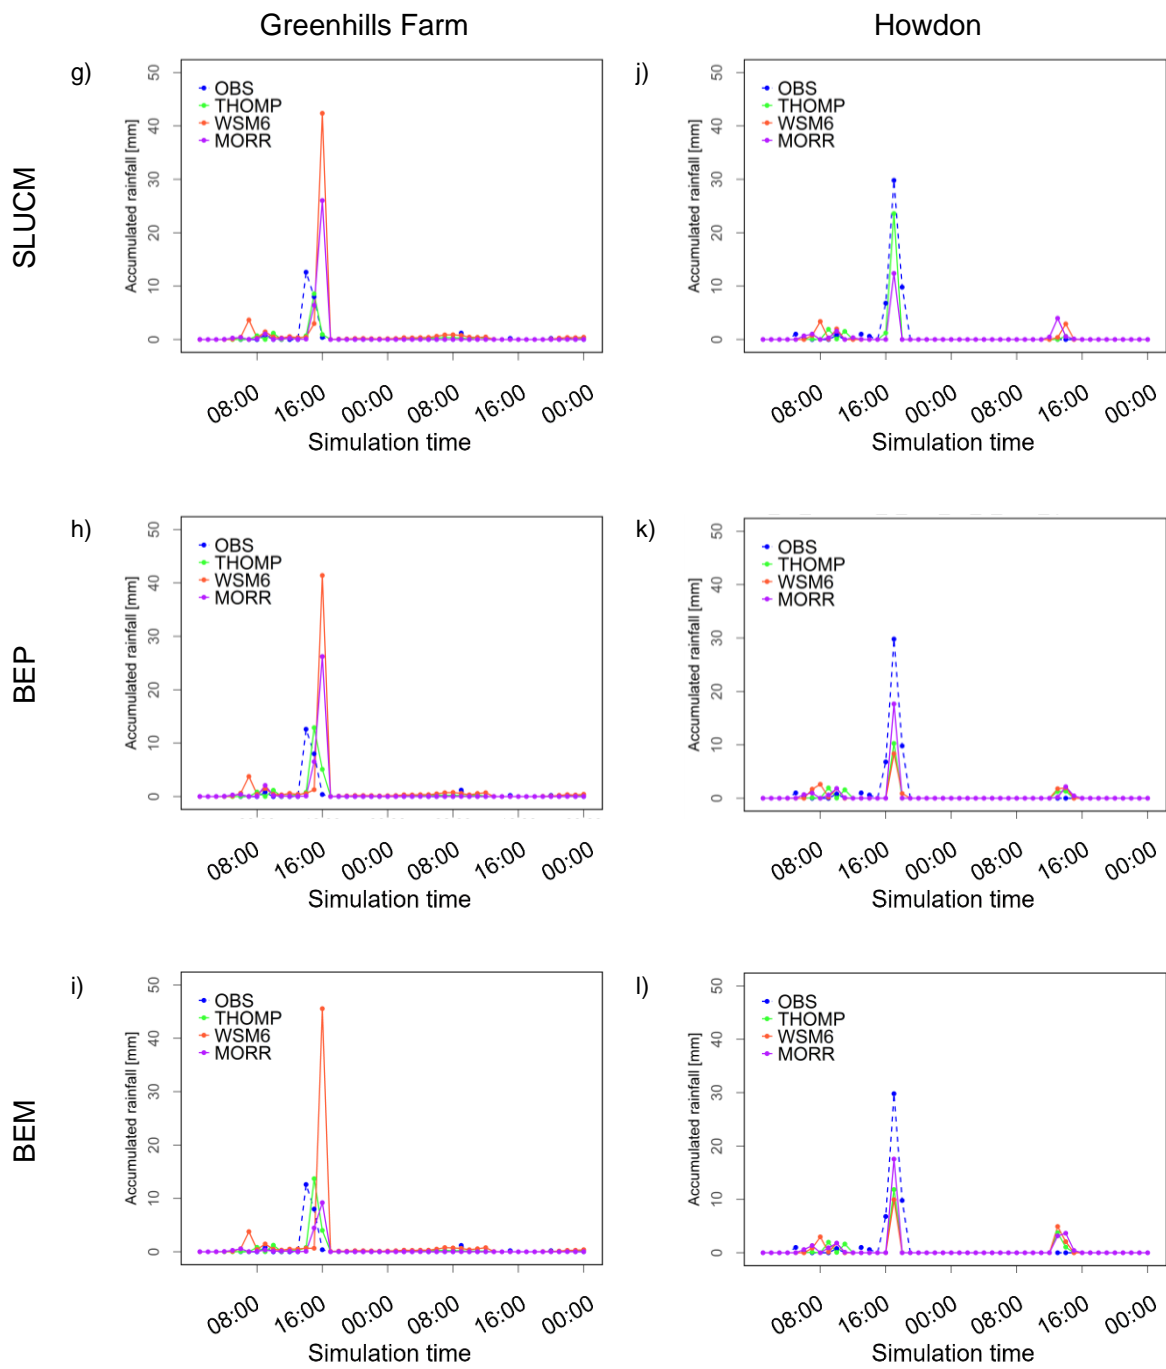 Greenhills Farm
Howdon
SLUCM
g)
Accumulated rainfall [mm]
50
40
30
20
10
0
OBS
THOMP
WSM6
MORR
08:00 16:00 00:00 08:00 16:00 00:00
Simulation time
j)
Accumulated rainfall [mm]
50
40
30
20
10
0
OBS
THOMP
WSM6
MORR
08:00 16:00 00:00 08:00 16:00 00:00
Simulation time
BEP
h)
Accumulated rainfall [mm]
50
40
30
20
10
0
OBS
THOMP
WSM6
MORR
08:00 16:00 00:00 08:00 16:00 00:00
Simulation time
k)
Accumulated rainfall [mm]
50
40
30
20
10
0
OBS
THOMP
WSM6
MORR
08:00 16:00 00:00 08:00 16:00 00:00
Simulation time
BEM
i)
Accumulated rainfall [mm]
50
40
30
20
10
0
OBS
THOMP
WSM6
MORR
08:00 16:00 00:00 08:00 16:00 00:00
Simulation time
l)
Accumulated rainfall [mm]
50
40
30
20
10
0
OBS
THOMP
WSM6
MORR
08:00 16:00 00:00 08:00 16:00 00:00
Simulation time